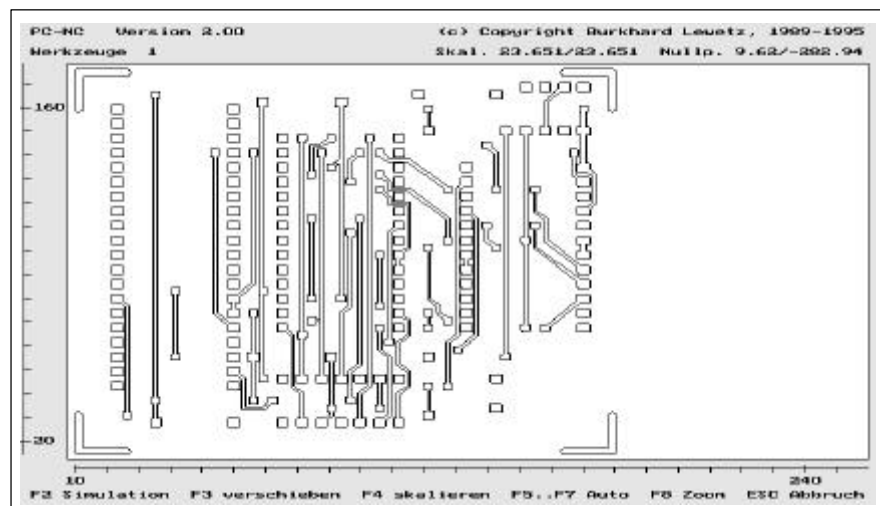 PC-NC Version 2.00 (c) Copyright Burkhard Lewetz, 1989-1995
Werkzeuge 1 Skal. 23.651/23.651 Nullp. 9.62/-282.94
160
20
10 240
F2 Simulation F3 verschieben F4 skalieren F5..F7 Auto F8 Zoom ESC Abbruch